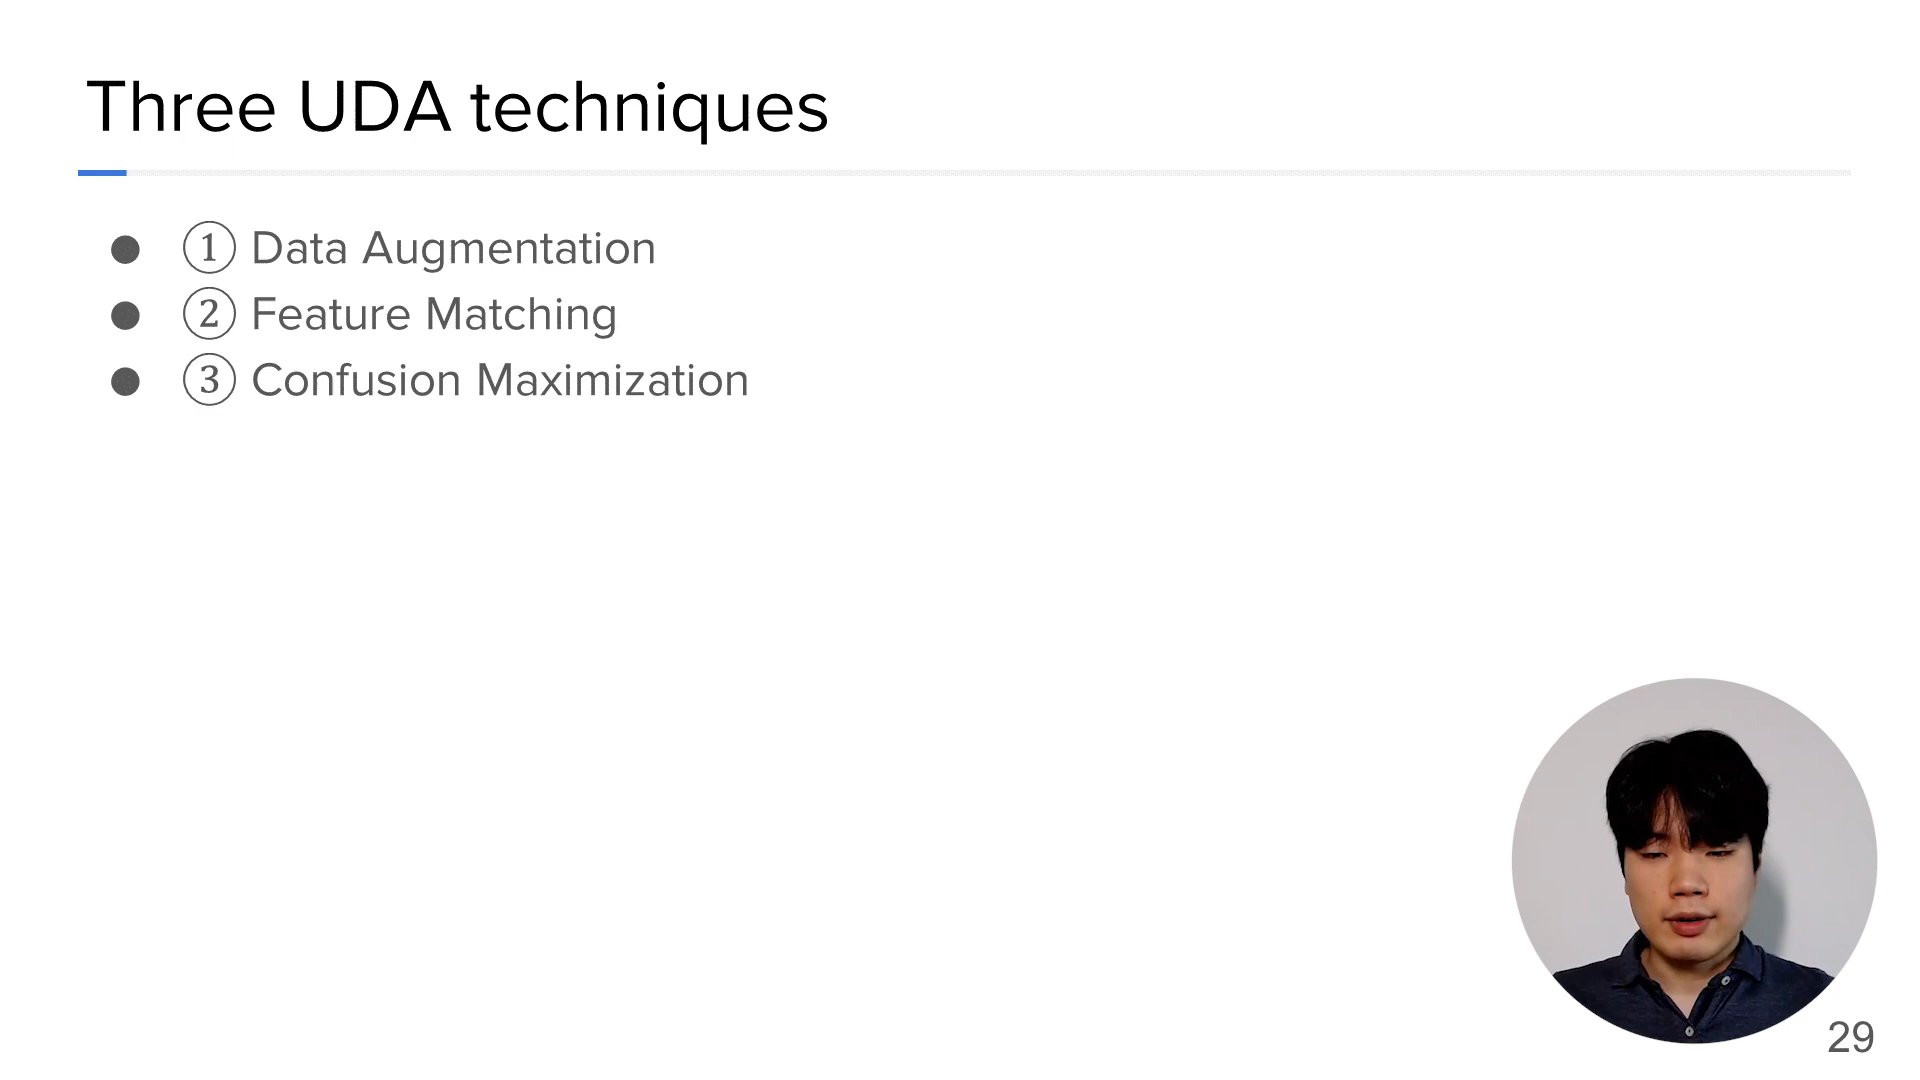 Three UDA techniques
● ① Data Augmentation
● ② Feature Matching
● ③ Confusion Maximization
29